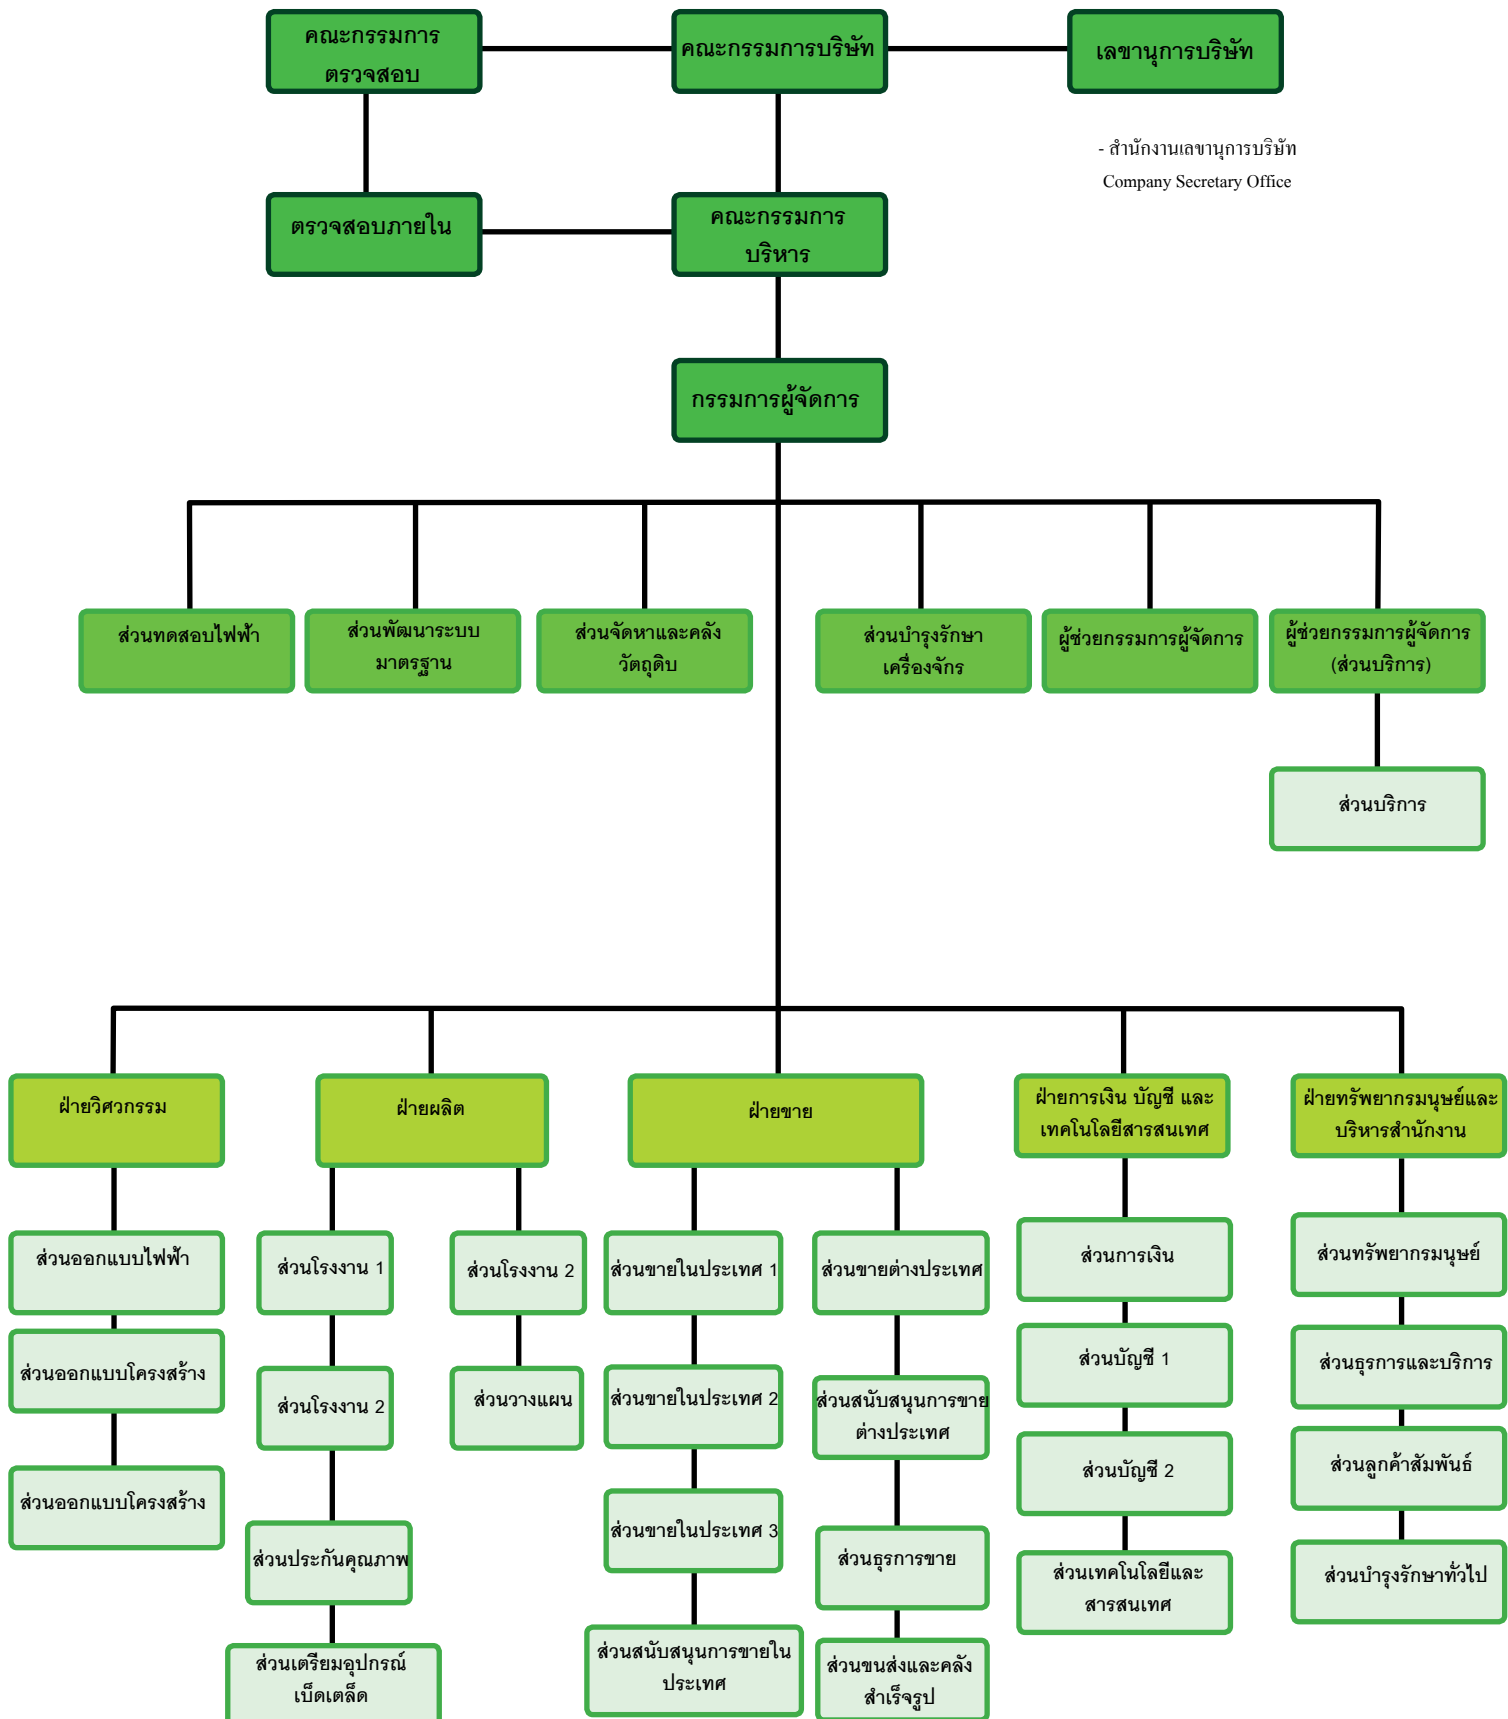 คณะกรรมการ
ตรวจสอบ
คณะกรรมการบริษัท
เลขานุการบริษัท
- สำนักงานเลขานุการบริษัท
Company Secretary Office
ตรวจสอบภายใน
คณะกรรมการ
บริหาร
กรรมการผู้จัดการ
ส่วนทดสอบไฟฟ้า
ส่วนพัฒนาระบบ
มาตรฐาน
ส่วนจัดหาและคลัง
วัตถุดิบ
ส่วนบำรุงรักษา
เครื่องจักร
ผู้ช่วยกรรมการผู้จัดการ
ผู้ช่วยกรรมการผู้จัดการ
(ส่วนบริการ)
ส่วนบริการ
ฝ่ายวิศวกรรม
ฝ่ายผลิต
ฝ่ายขาย
ฝ่ายการเงิน บัญชี และ
เทคโนโลยีสารสนเทศ
ฝ่ายทรัพยากรมนุษย์และ
บริหารสำนักงาน
ส่วนออกแบบไฟฟ้า
ส่วนออกแบบโครงสร้าง
ส่วนออกแบบโครงสร้าง
ส่วนโรงงาน 1
ส่วนโรงงาน 2
ส่วนประกันคุณภาพ
ส่วนเตรียมอุปกรณ์
เบ็ดเตล็ด
ส่วนโรงงาน 2
ส่วนวางแผน
ส่วนขายในประเทศ 1
ส่วนขายในประเทศ 2
ส่วนขายในประเทศ 3
ส่วนสนับสนุนการขายใน
ประเทศ
ส่วนขายต่างประเทศ
ส่วนสนับสนุนการขาย
ต่างประเทศ
ส่วนธุรการขาย
ส่วนขนส่งและคลัง
สำเร็จรูป
ส่วนการเงิน
ส่วนบัญชี 1
ส่วนบัญชี 2
ส่วนเทคโนโลยีและ
สารสนเทศ
ส่วนทรัพยากรมนุษย์
ส่วนธุรการและบริการ
ส่วนลูกค้าสัมพันธ์
ส่วนบำรุงรักษาทั่วไป